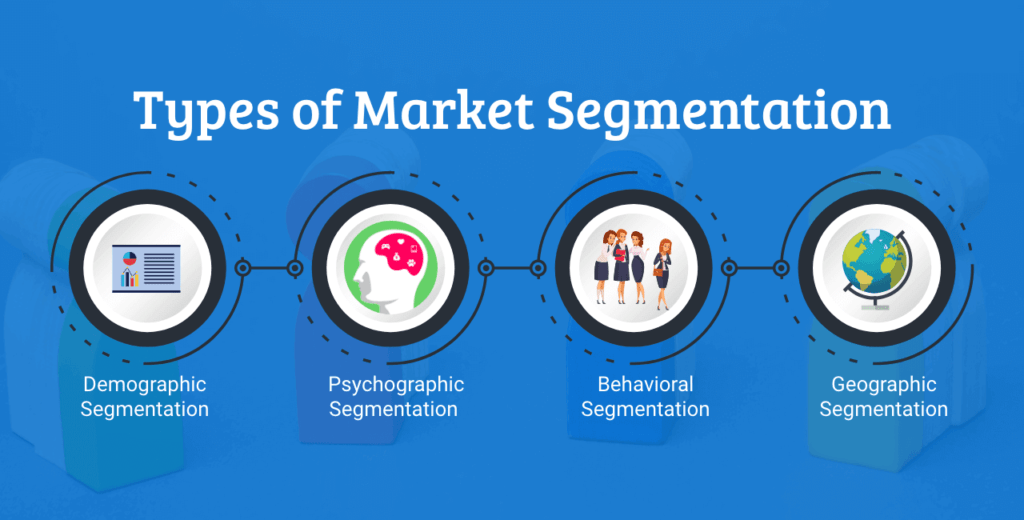 Types of Market Segmentation
Demographic
Segmentation
Psychographic
Segmentation
Behavioral
Segmentation
Geographic
Segmentation